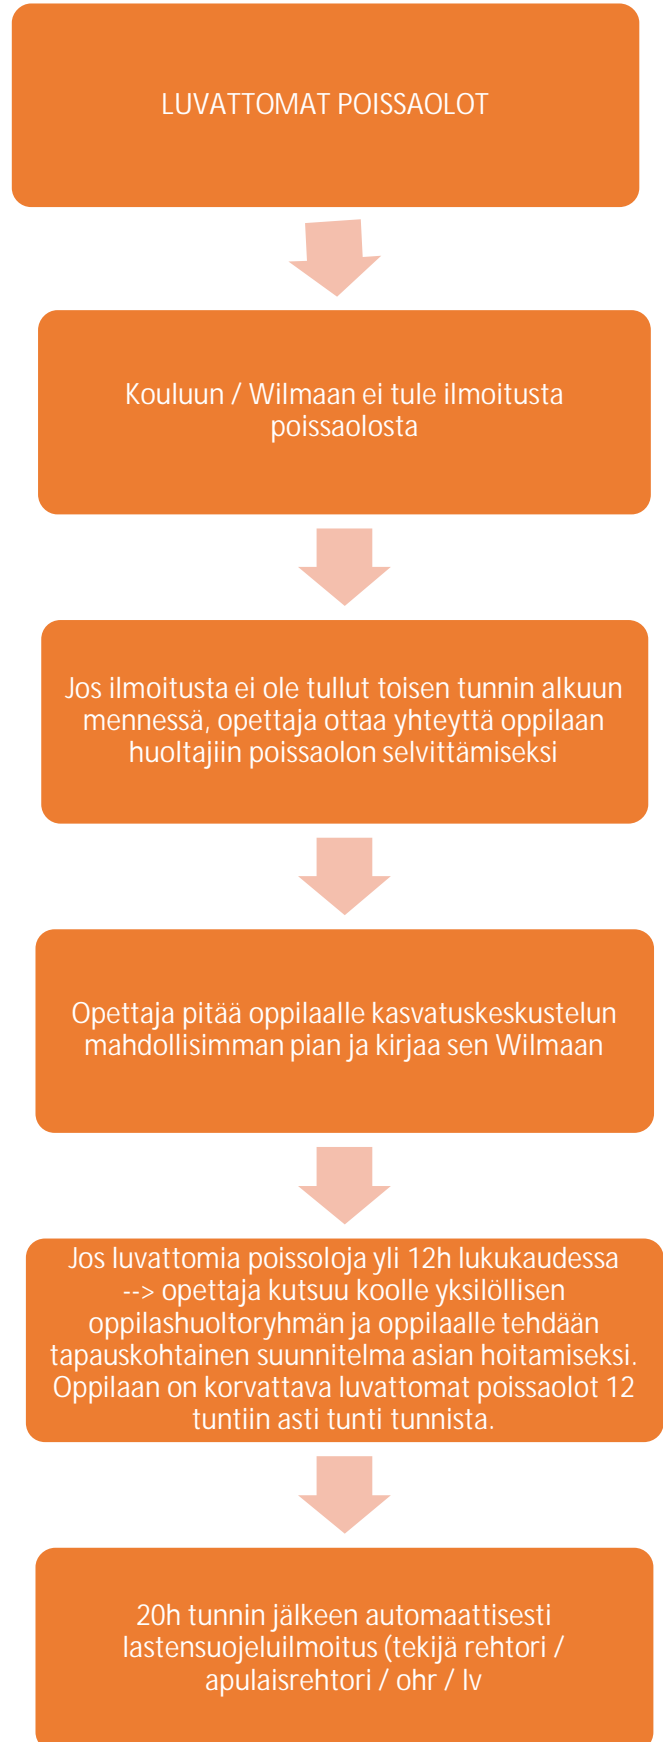 LUVATTOMAT POISSAOLOT
Kouluun / Wilmaan ei tule ilmoitusta
poissaolosta
Jos ilmoitusta ei ole tullut toisen tunnin alkuun
mennessä, opettaja ottaa yhteyttä oppilaan
huoltajiin poissaolon selvittämiseksi
Opettaja pitää oppilaalle kasvatuskeskustelun
mahdollisimman pian ja kirjaa sen Wilmaan
Jos luvattomia poissoloja yli 12h lukukaudessa
--> opettaja kutsuu koolle yksilöllisen
oppilashuoltoryhmän ja oppilaalle tehdään
tapauskohtainen suunnitelma asian hoitamiseksi.
Oppilaan on korvattava luvattomat poissaolot 12
tuntiin asti tunti tunnista.
20h tunnin jälkeen automaattisesti
lastensuojeluilmoitus (tekijä rehtori /
apulaisrehtori / ohr / lv